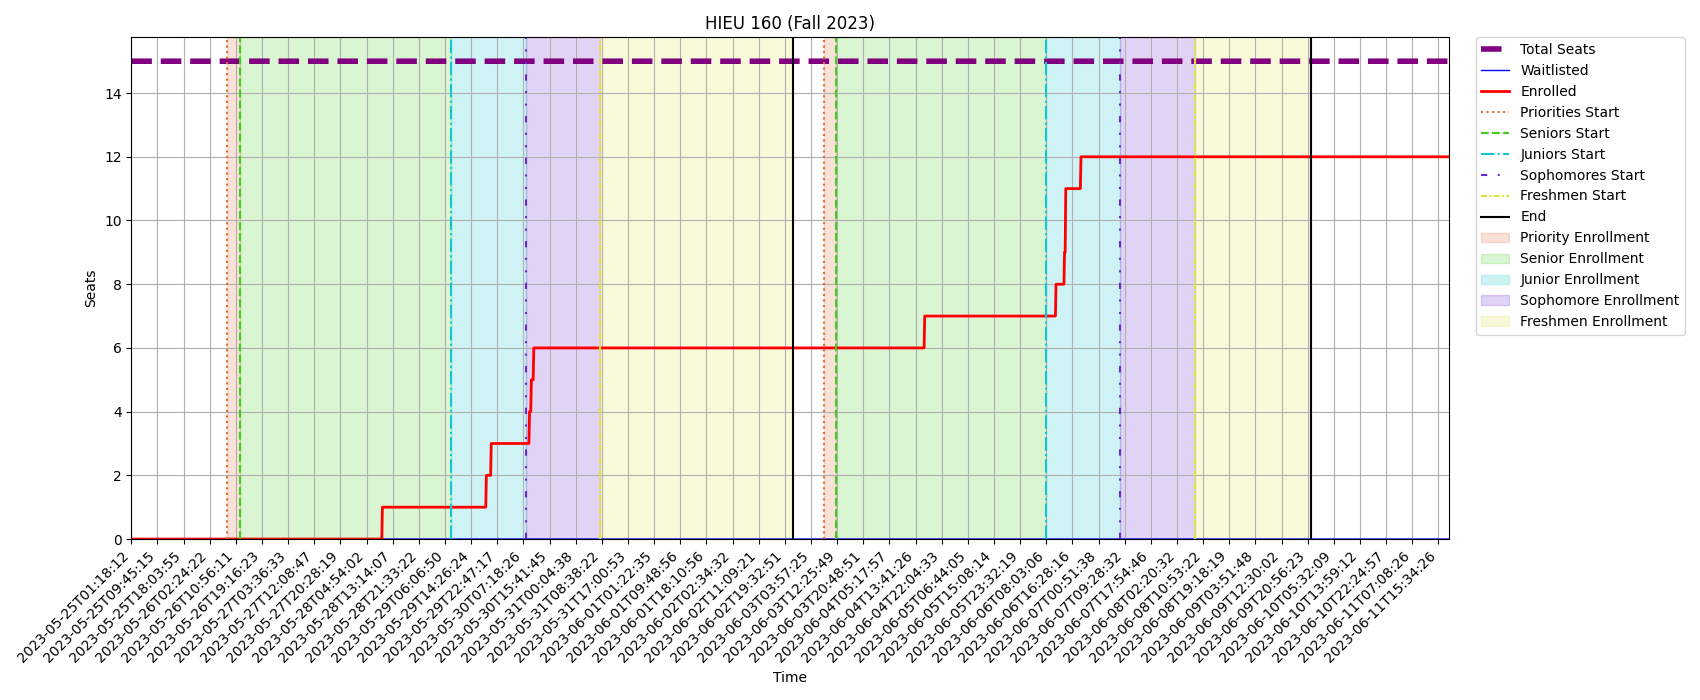 HIEU 160 (Fall 2023)
Seats
14
12
10
8
6
4
2
0
2023-05-25T01:18:12
2023-05-25T09:45:15
2023-05-25T18:03:55
2023-05-26T02:24:22
2023-05-26T10:56:11
2023-05-26T19:16:23
2023-05-27T03:36:33
2023-05-27T12:08:47
2023-05-27T20:28:19
2023-05-28T04:54:02
2023-05-28T13:14:07
2023-05-28T21:33:22
2023-05-29T06:06:50
2023-05-29T14:26:24
2023-05-29T22:47:17
2023-05-30T07:18:26
2023-05-30T15:41:45
2023-05-31T00:04:38
2023-05-31T08:38:22
2023-05-31T17:00:53
2023-06-01T01:22:35
2023-06-01T09:48:56
2023-06-01T18:10:56
2023-06-02T02:34:32
2023-06-02T11:09:21
2023-06-02T19:32:51
2023-06-03T03:57:25
2023-06-03T12:25:49
2023-06-03T20:48:51
2023-06-04T05:17:57
2023-06-04T13:41:26
2023-06-04T22:04:33
2023-06-05T06:44:05
2023-06-05T15:08:14
2023-06-05T23:32:19
2023-06-06T08:03:06
2023-06-06T16:28:16
2023-06-07T00:51:38
2023-06-07T09:28:32
2023-06-07T17:54:46
2023-06-08T02:20:32
2023-06-08T10:53:22
2023-06-08T19:18:19
2023-06-09T03:51:48
2023-06-09T12:30:02
2023-06-09T20:56:23
2023-06-10T05:32:09
2023-06-10T13:59:12
2023-06-10T22:24:57
2023-06-11T07:08:26
2023-06-11T15:34:26
Time
Total Seats
Waitlisted
Enrolled
Priorities Start
Seniors Start
Juniors Start
Sophomores Start
Freshmen Start
End
Priority Enrollment
Senior Enrollment
Junior Enrollment
Sophomore Enrollment
Freshmen Enrollment